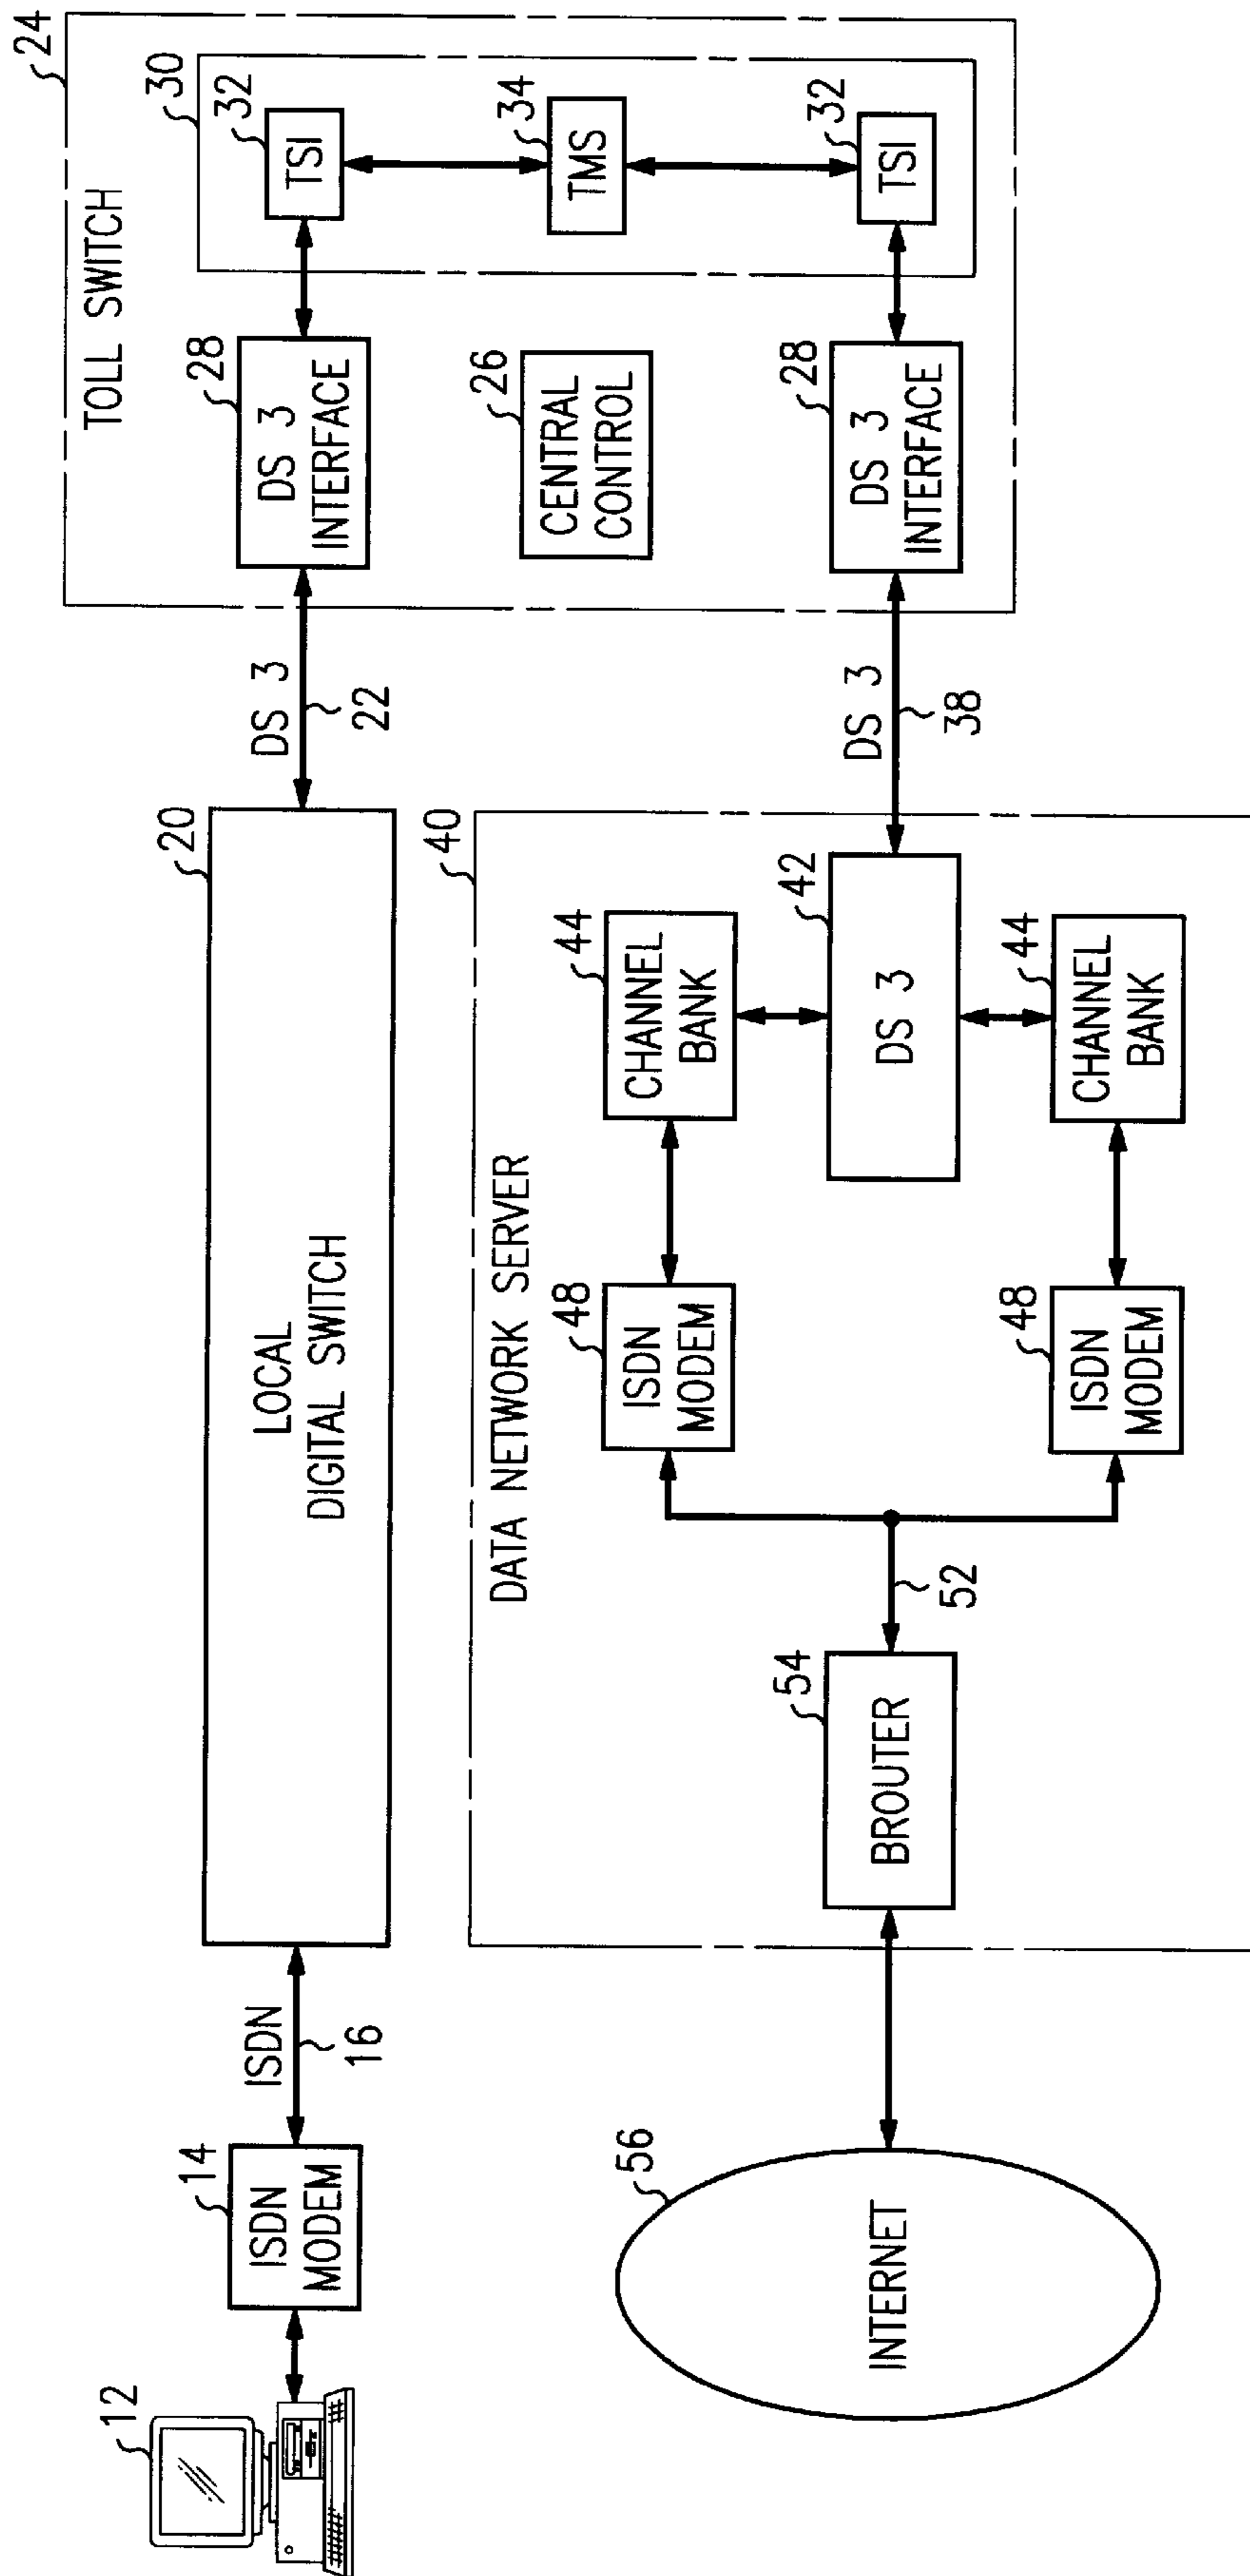 12
14
ISDN
MODEM
ISDN
16
20
LOCAL
DIGITAL SWITCH
DS 3
22
24
TOLL SWITCH
28
DS 3
INTERFACE
30
32
TSI
34
TMS
32
TSI
26
CENTRAL
CONTROL
28
DS 3
INTERFACE
DS 3
38
40
DATA NETWORK SERVER
42
DS 3
44
CHANNEL
BANK
44
CHANNEL
BANK
48
ISDN
MODEM
48
ISDN
MODEM
52
54
BROUTER
56
INTERNET